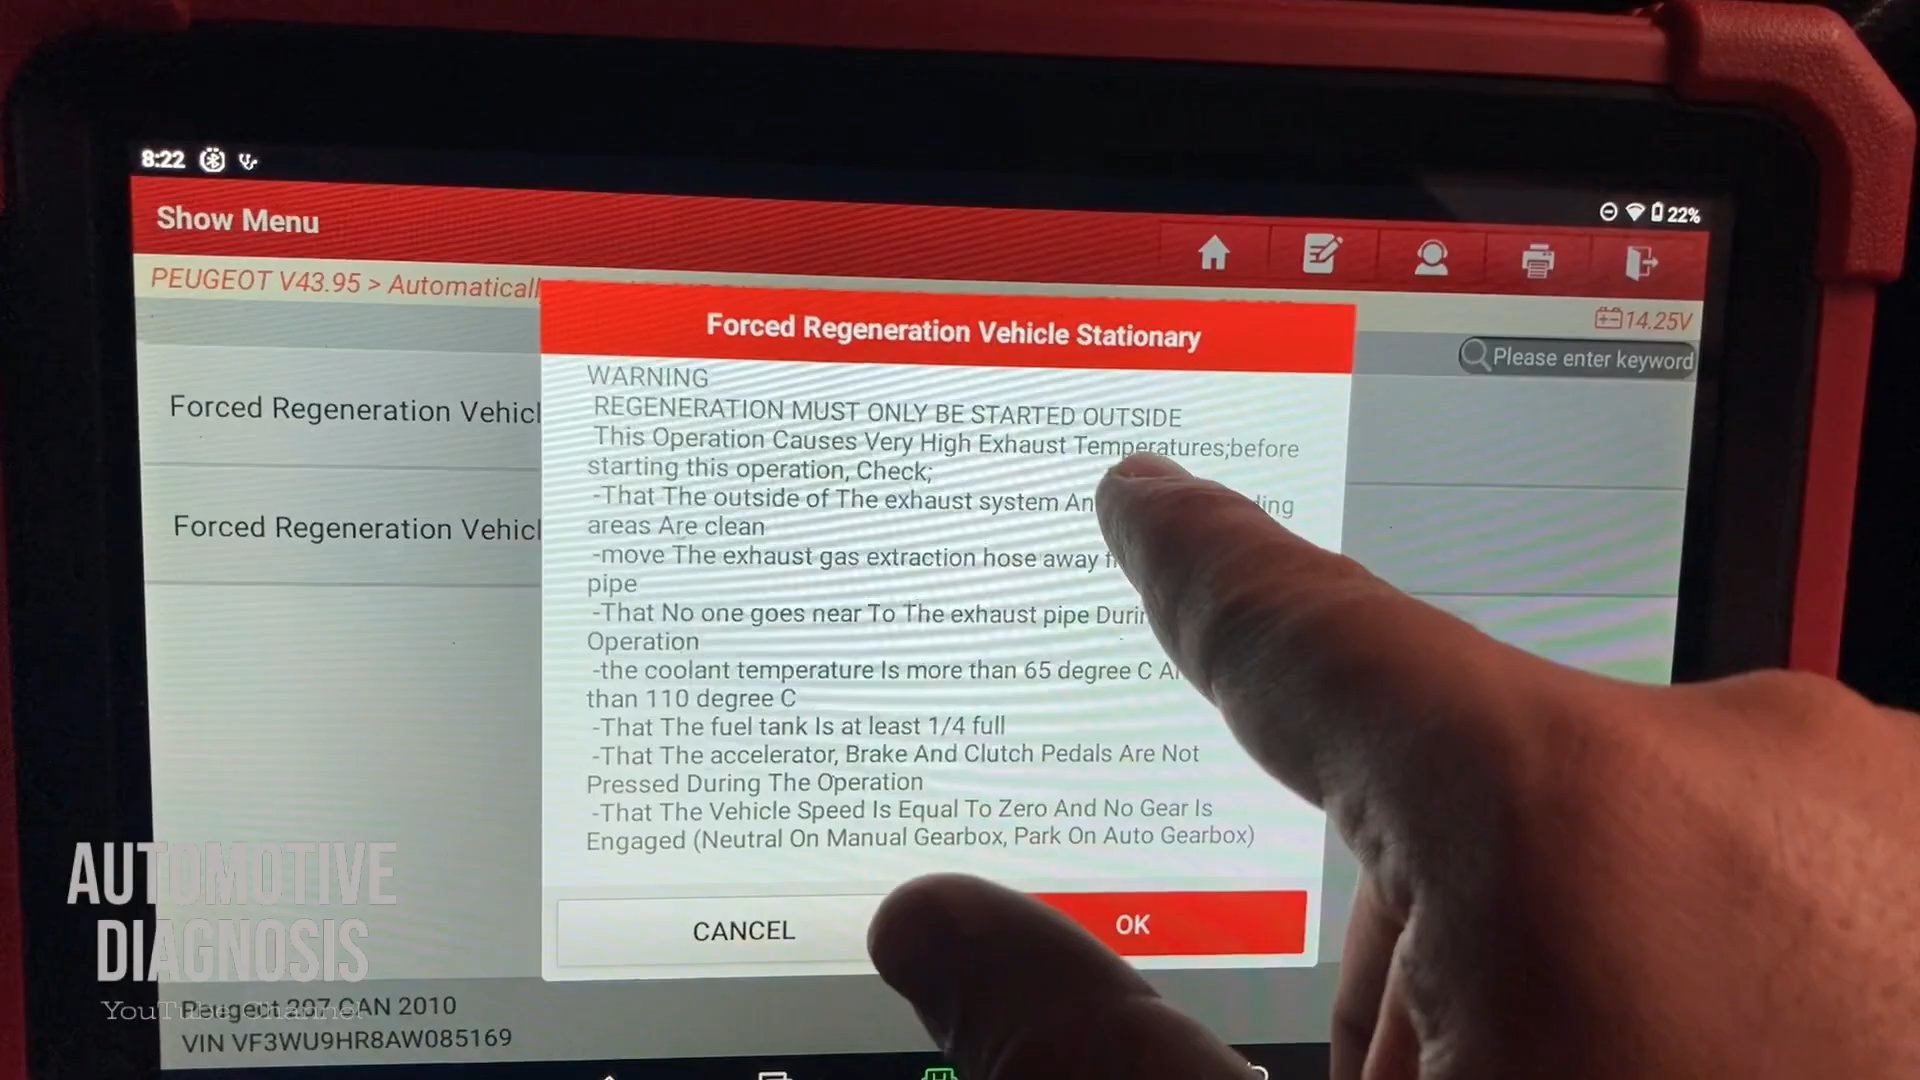 8:22
22%
Show Menu
PEUGEOT V43.95 > Automatically
14.25V
Please enter keyword
Forced Regeneration Vehicl
Forced Regeneration Vehicl
Forced Regeneration Vehicle Stationary
WARNING
REGENERATION MUST ONLY BE STARTED OUTSIDE
This Operation Causes Very High Exhaust Temperatures;before
starting this operation, Check;
-That The outside of The exhaust system An ding
areas Are clean
-move The exhaust gas extraction hose away f
pipe
-That No one goes near To The exhaust pipe Durin
Operation
-the coolant temperature Is more than 65 degree C A
than 110 degree C
-That The fuel tank Is at least 1/4 full
-That The accelerator, Brake And Clutch Pedals Are Not
Pressed During The Operation
-That The Vehicle Speed Is Equal To Zero And No Gear Is
Engaged (Neutral On Manual Gearbox, Park On Auto Gearbox)
CANCEL
OK
AUTOMOTIVE
DIAGNOSIS
YouTube Channel
Peugeot 207 CAN 2010
VIN VF3WU9HR8AW085169